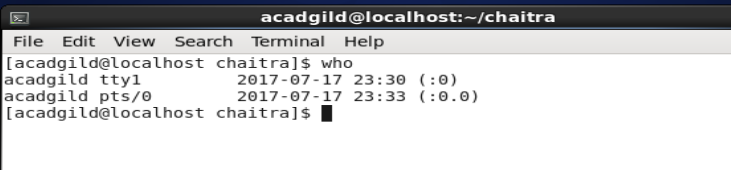 acadgild@localhost:~/chaitra
File Edit View Search Terminal Help
[acadgild@localhost chaitra]$ who
acadgild tty1         2017-07-17 23:30 (:0)
acadgild pts/0        2017-07-17 23:33 (:0.0)
[acadgild@localhost chaitra]$